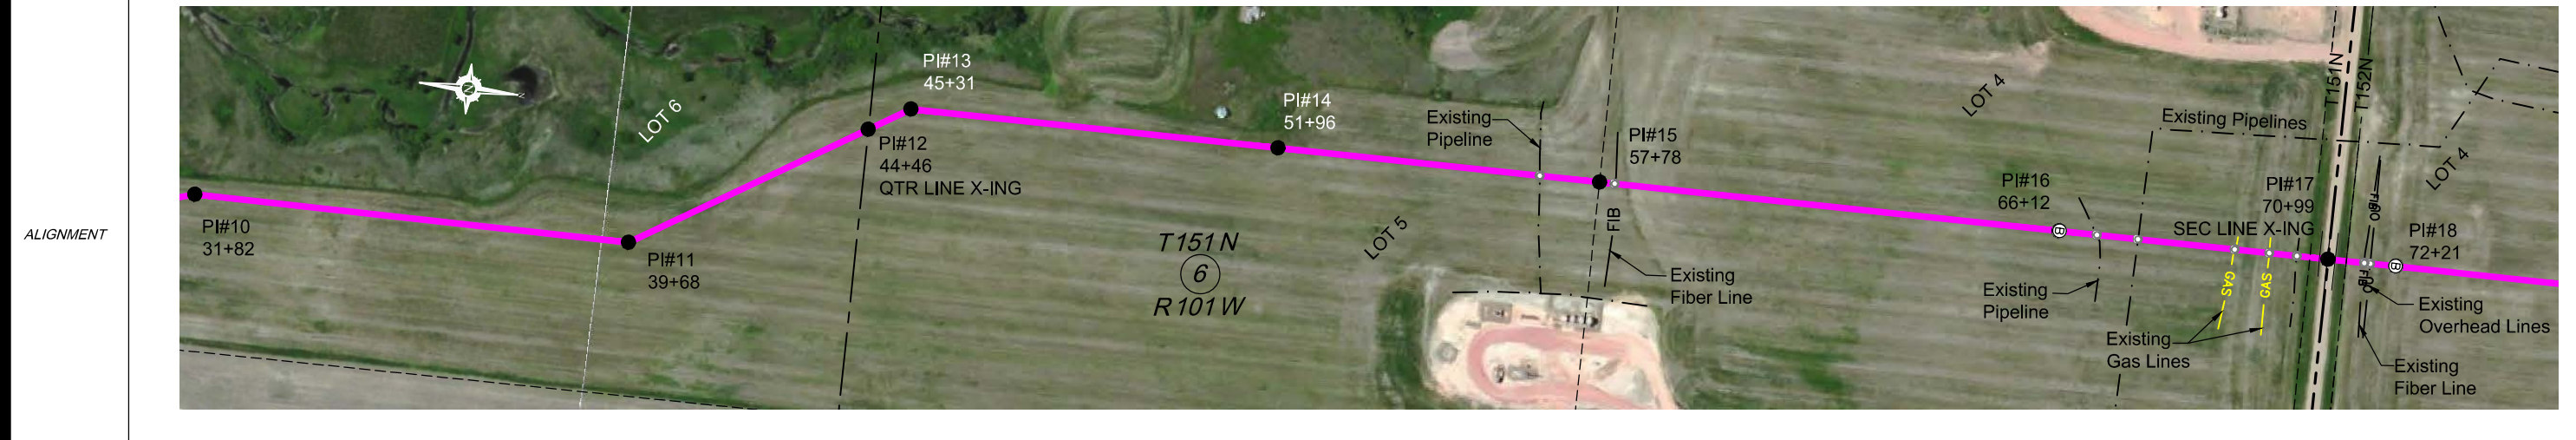 ALIGNMENT
N
N
PI#10
31+82
LOT 6
PI#11
39+68
PI#13
45+31
PI#12
44+46
QTR LINE X-ING
PI#14
51+96
T151N
6
R101W
LOT 5
Existing
Pipeline
PI#15
57+78
FIB
Existing
Fiber Line
LOT 4
PI#16
66+12
B
Existing
Pipeline
Existing Pipelines
PI#17
70+99
SEC LINE X-ING
GAS
GAS
Existing
Gas Lines
T151N
T152N
LOT 4
FIB
PI#18
72+21
B
Existing
Overhead Lines
Existing
Fiber Line